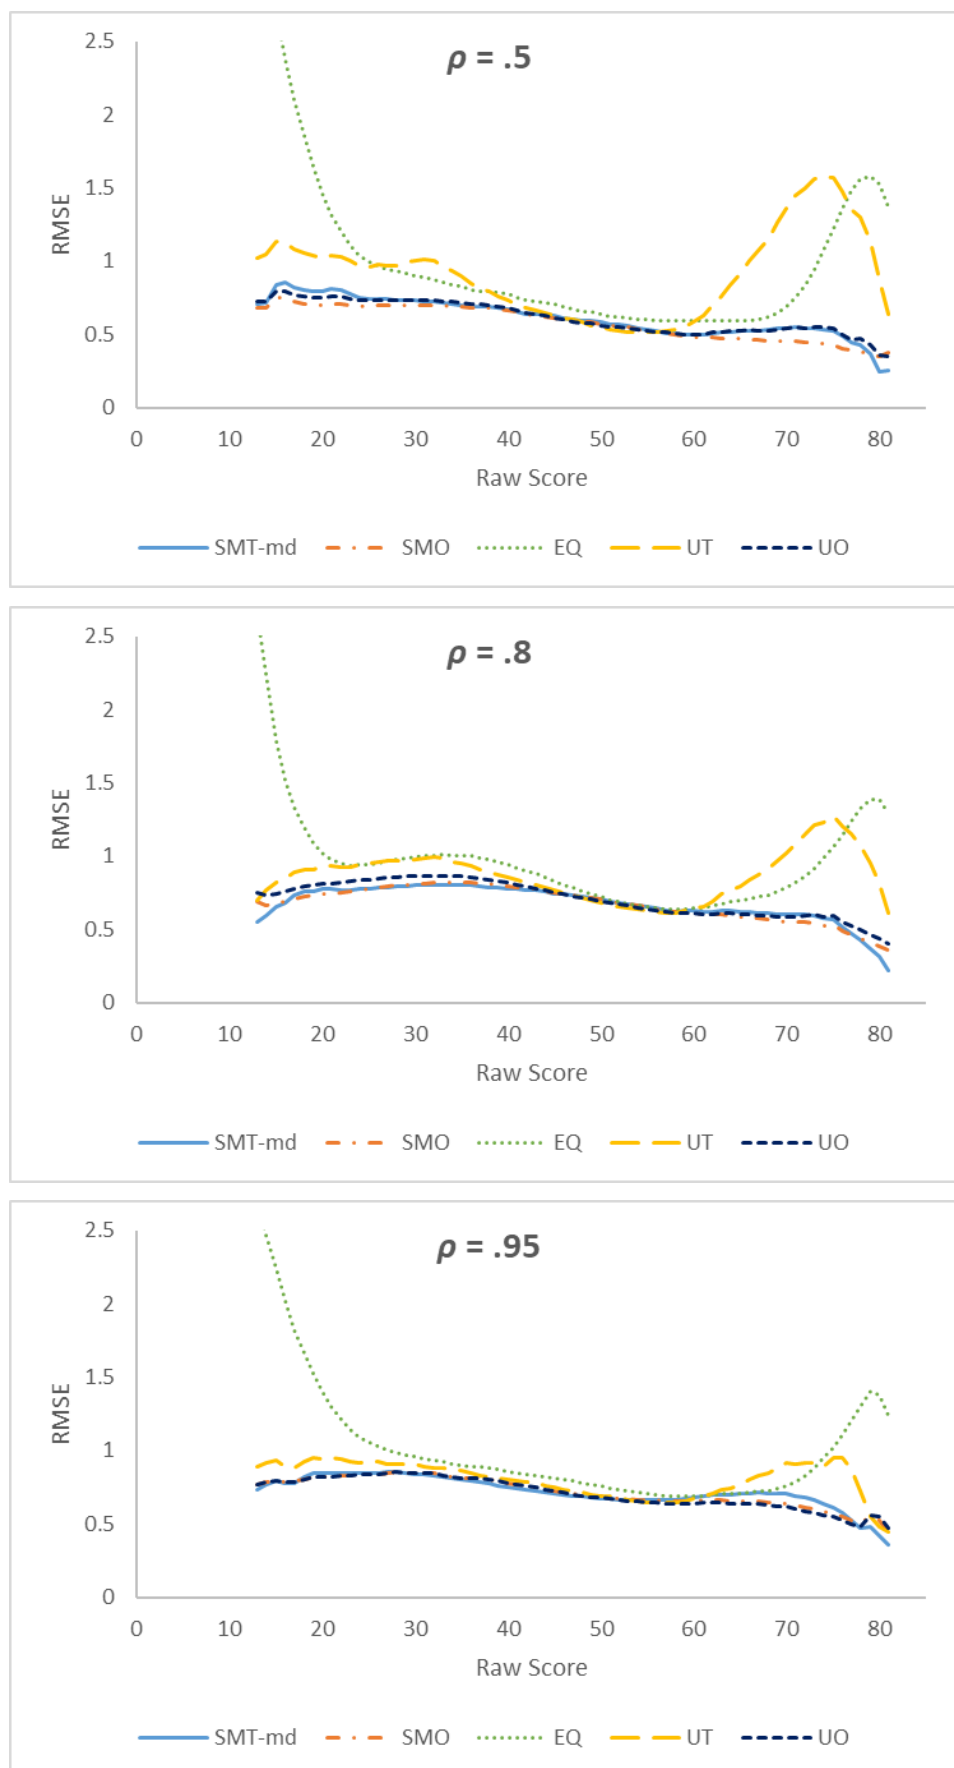 ρ = .5
2.5
2
1.5
1
0.5
0
RMSE
0 10 20 30 40 50 60 70 80
Raw Score
SMT-md SMO EQ UT UO
ρ = .8
2.5
2
1.5
1
0.5
0
RMSE
0 10 20 30 40 50 60 70 80
Raw Score
SMT-md SMO EQ UT UO
ρ = .95
2.5
2
1.5
1
0.5
0
RMSE
0 10 20 30 40 50 60 70 80
Raw Score
SMT-md SMO EQ UT UO